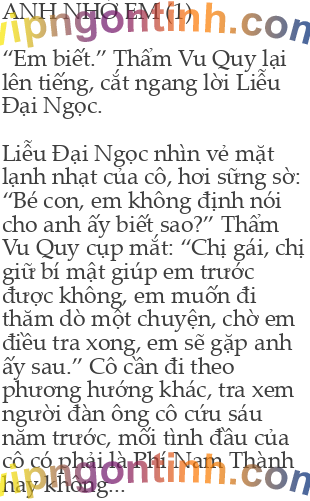 ANH NHỚ EM (1)
vipngontinh.com
“Em biết.” Thẩm Vu Quy lại
lên tiếng, cắt ngang lời Liễu
Đại Ngọc.
Liễu Đại Ngọc nhìn vẻ mặt
lạnh nhạt của cô, hơi sững sờ:
“Bé con, em không định nói
cho anh ấy biết sao?” Thẩm
Vu Quy cụp mắt: “Chị gái, chị
giữ bí mật giúp em trước
được không, em muốn đi
thăm dò một chuyện, chờ em
điều tra xong, em sẽ gặp anh
ấy sau.” Cô cần đi theo
phương hướng khác, tra xem
người đàn ông cô cứu sáu
năm trước, mối tình đầu của
cô có phải là Phí Nam Thành
hay không...
vipngontinh.com